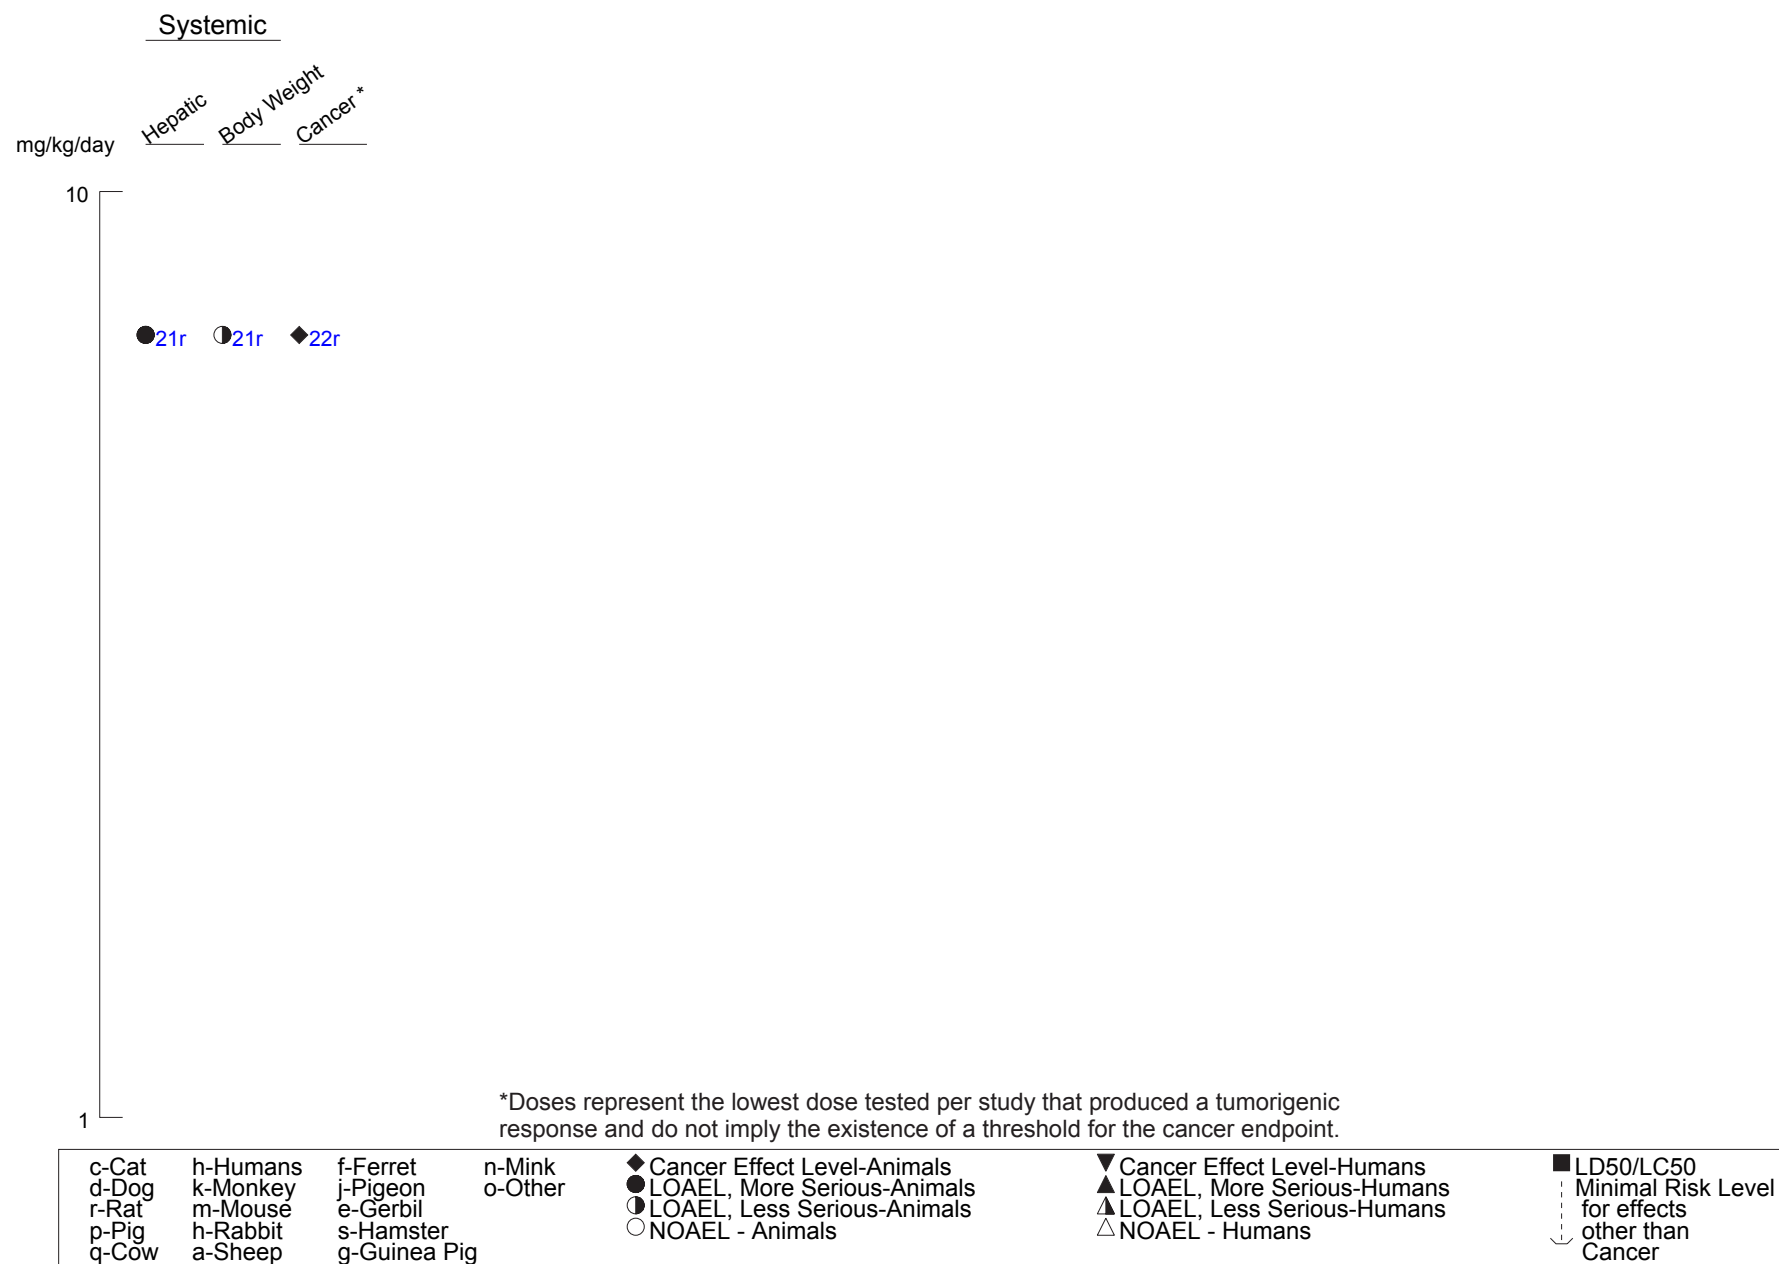 Systemic
Hepatic
Body Weight
Cancer *
mg/kg/day
10
21r
21r
22r
1
*Doses represent the lowest dose tested per study that produced a tumorigenic
response and do not imply the existence of a threshold for the cancer endpoint.
c-Cat
d-Dog
r-Rat
p-Pig
q-Cow
h-Humans
k-Monkey
m-Mouse
h-Rabbit
a-Sheep
f-Ferret
j-Pigeon
e-Gerbil
s-Hamster
g-Guinea Pig
n-Mink
o-Other
Cancer Effect Level-Animals
LOAEL, More Serious-Animals
LOAEL, Less Serious-Animals
NOAEL - Animals
Cancer Effect Level-Humans
LOAEL, More Serious-Humans
LOAEL, Less Serious-Humans
NOAEL - Humans
LD50/LC50
Minimal Risk Level
for effects
other than
Cancer